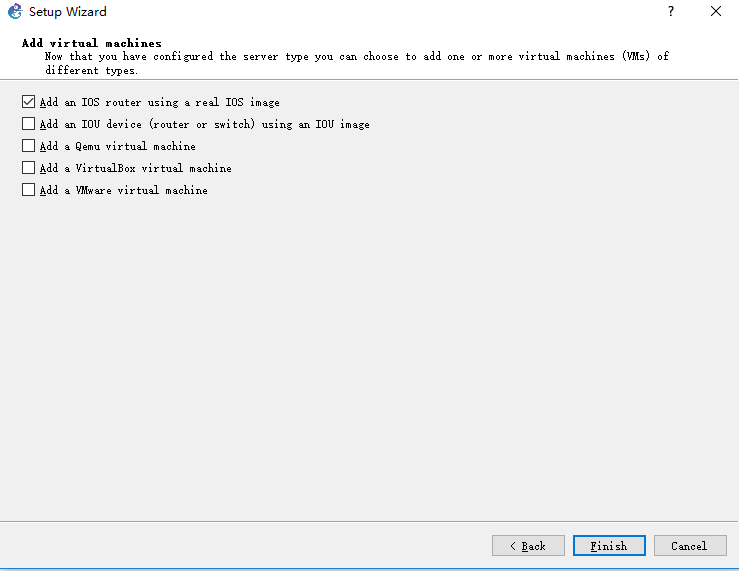 Setup Wizard
?
Add virtual machines
Now that you have configured the server type you can choose to add one or more virtual machines (VMs) of
different types.
Add an IOS router using a real IOS image
Add an IOU device (router or switch) using an IOU image
Add a Qemu virtual machine
Add a VirtualBox virtual machine
Add a VMware virtual machine
< Back
Finish
Cancel